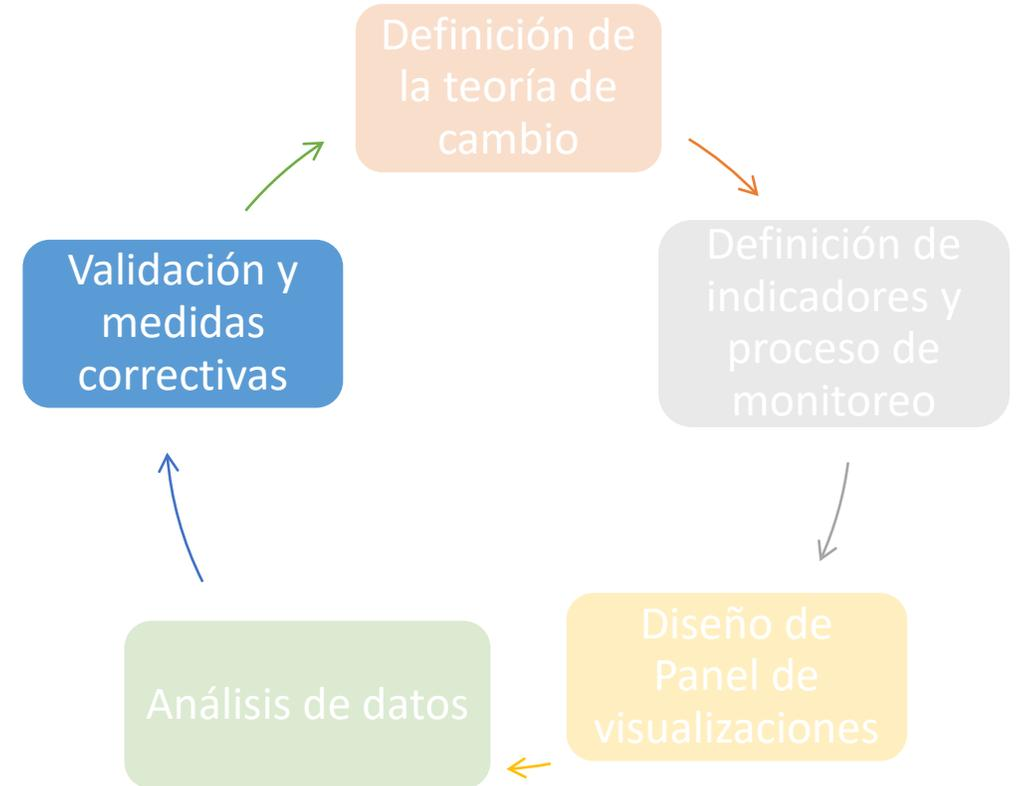 Definición de
la teoría de
cambio
Definición de
indicadores y
proceso de
monitoreo
Diseño de
Panel de
visualizaciones
Análisis de datos
Validación y
medidas
correctivas